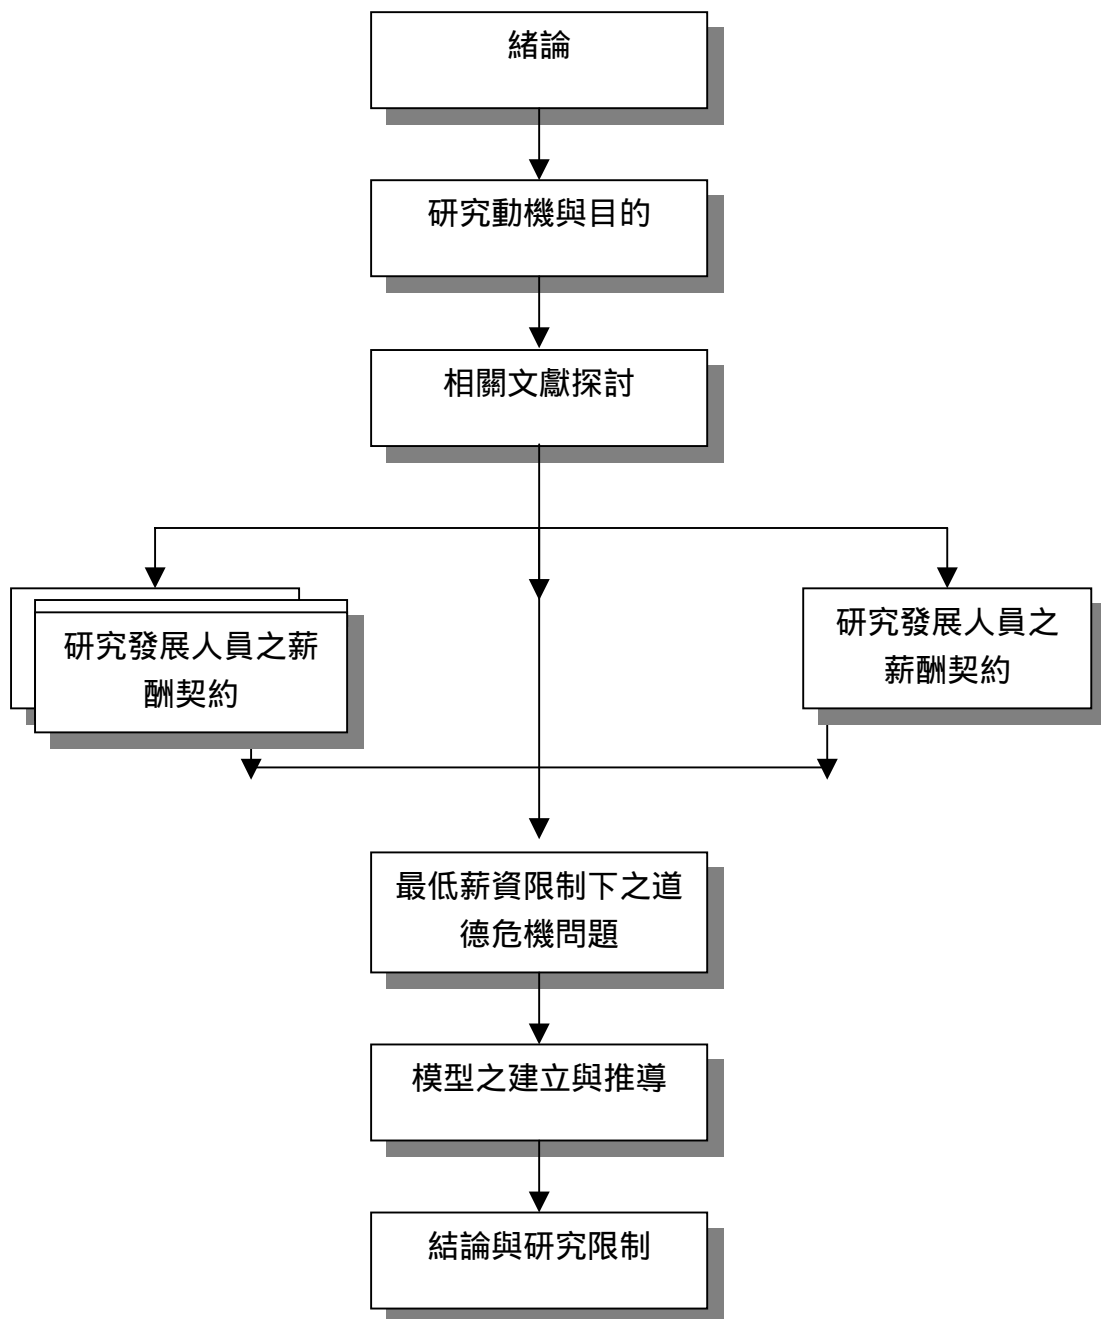 緒論
研究動機與目的
相關文獻探討
研究發展人員之薪
酬契約
研究發展人員之
薪酬契約
最低薪資限制下之道
德危機問題
模型之建立與推導
結論與研究限制